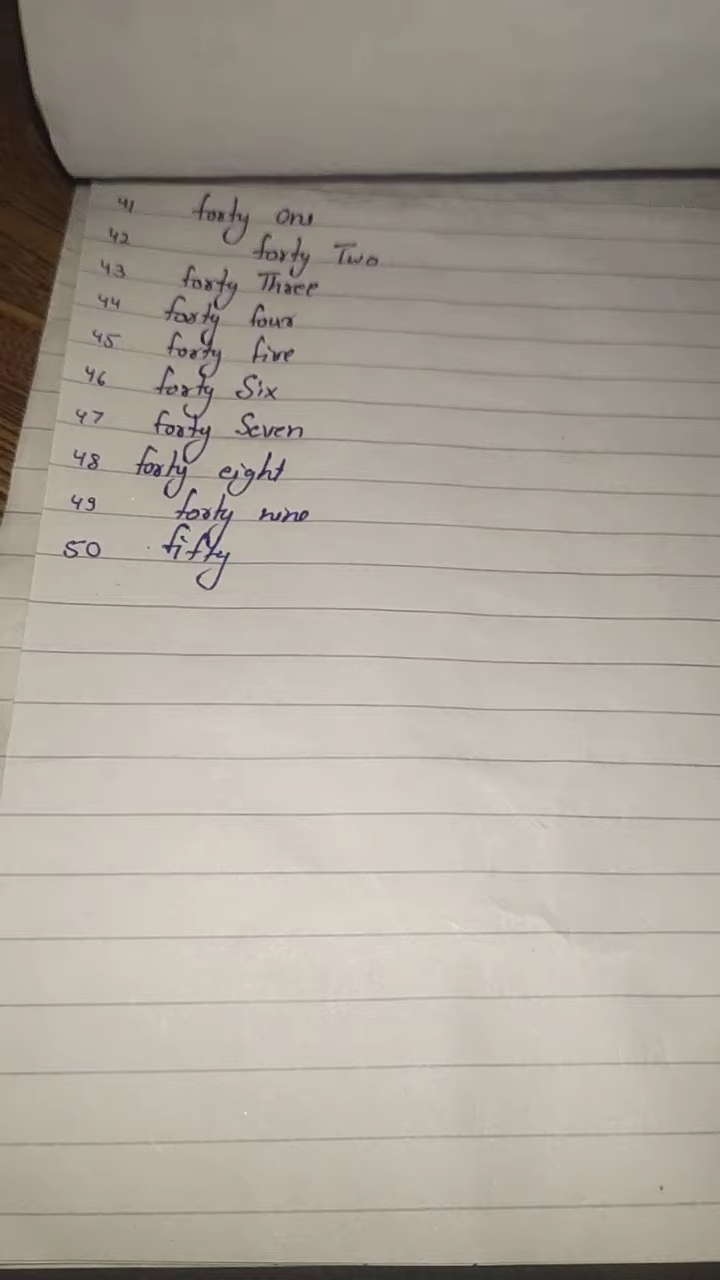 41 forty one
42 forty Two
43 forty Three
44 forty four
45 forty five
46 forty Six
47 forty Seven
48 forty eight
49 forty nine
50 fifty